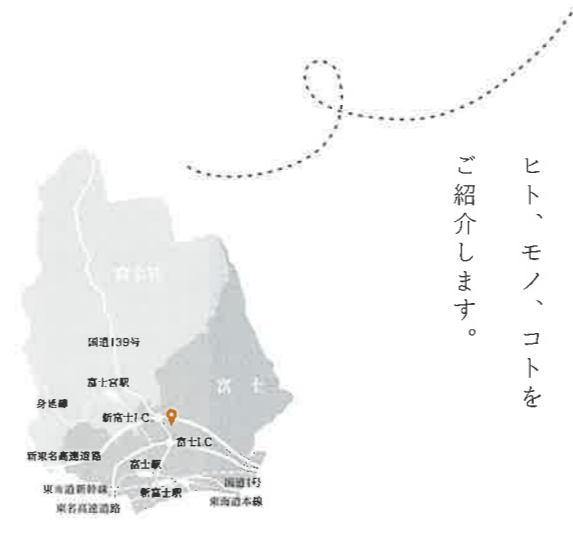 ヒト、モノ、コトを
ご紹介します。
富士宮
国道139号
富士宮駅
富士
身延線
新富士I.C.
富士I.C.
新東名高速道路
富士駅
国道1号
東海道新幹線
新富士駅
東海道本線
東名高速道路